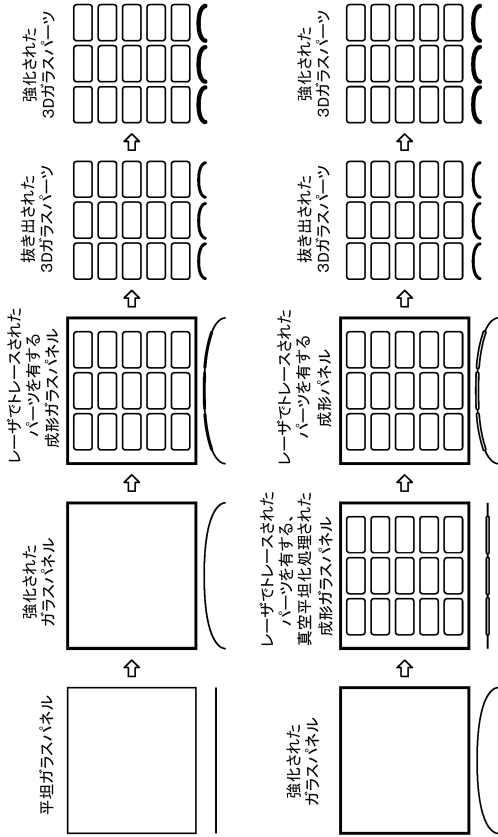 平坦ガラスパネル
強化された
ガラスパネル
レーザでトレースされた
パーツを有する
成形ガラスパネル
抜き出された
3Dガラスパーツ
強化された
3Dガラスパーツ
強化された
ガラスパネル
レーザでトレースされた
パーツを有する、
真空平坦化処理された
成形ガラスパネル
レーザでトレースされた
パーツを有する
成形パネル
抜き出された
3Dガラスパーツ
強化された
3Dガラスパーツ